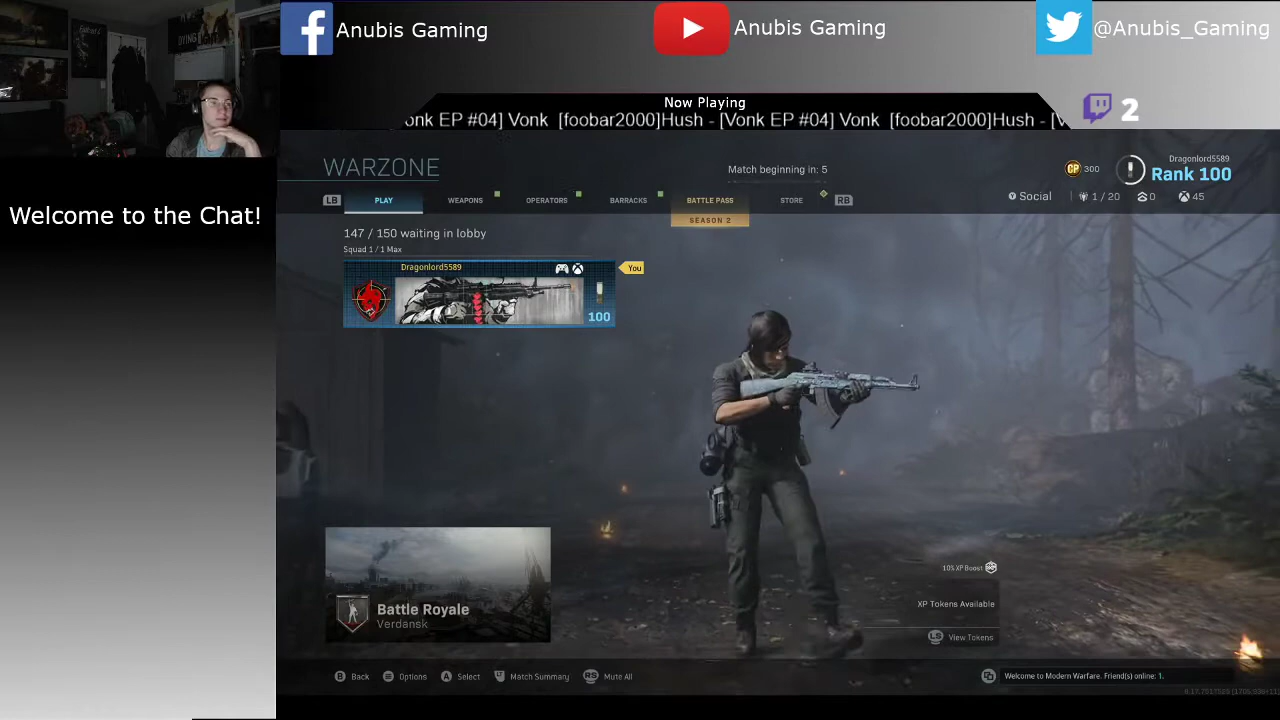 Anubis Gaming
Anubis Gaming
@Anubis_Gaming
Now Playing
onk EP #04] Vonk [foobar2000]Hush - [Vonk EP #04] Vonk [foobar2000]Hush - [V
2
WARZONE
Match beginning in: 5
300
Dragonlord5589
Rank 100
LB
PLAY
WEAPONS
OPERATORS
BARRACKS
BATTLE PASS
STORE
RB
SEASON 2
Social
1 / 20
0
45
Welcome to the Chat!
147 / 150 waiting in lobby
Squad 1 / 1 Max
Dragonlord5589
You
100
Battle Royale
Verdansk
10% XP Boost
XP Tokens Available
LS View Tokens
B Back
Options
A Select
LT Match Summary
RS Mute All
Welcome to Modern Warfare. Friend(s) online: 1.